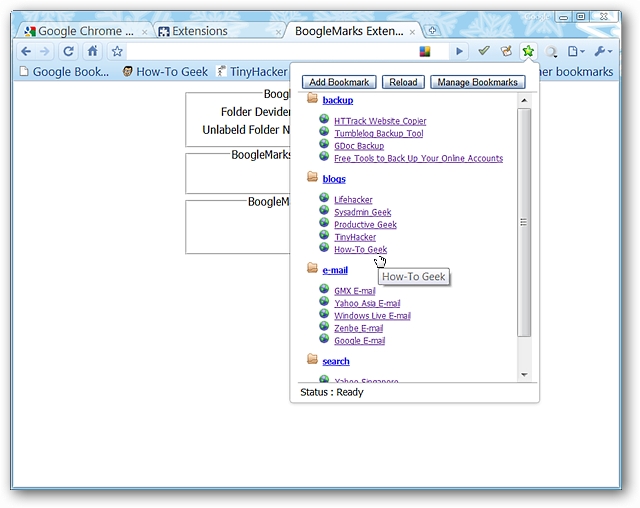 Google Chrome ...
Extensions
BoogleMarks Exten...
Google Book...
How-To Geek
TinyHacker
her bookmarks
Boogl
Folder Devider
Unlabeld Folder N
BoogleMarks
BoogleMa
Add Bookmark
Reload
Manage Bookmarks
backup
HTTrack Website Copier
Tumblelog Backup Tool
GDoc Backup
Free Tools to Back Up Your Online Accounts
blogs
Lifehacker
Sysadmin Geek
Productive Geek
TinyHacker
How-To Geek
How-To Geek
e-mail
GMX E-mail
Yahoo Asia E-mail
Windows Live E-mail
Zenbe E-mail
Google E-mail
search
Yahoo Singapore
Status : Ready